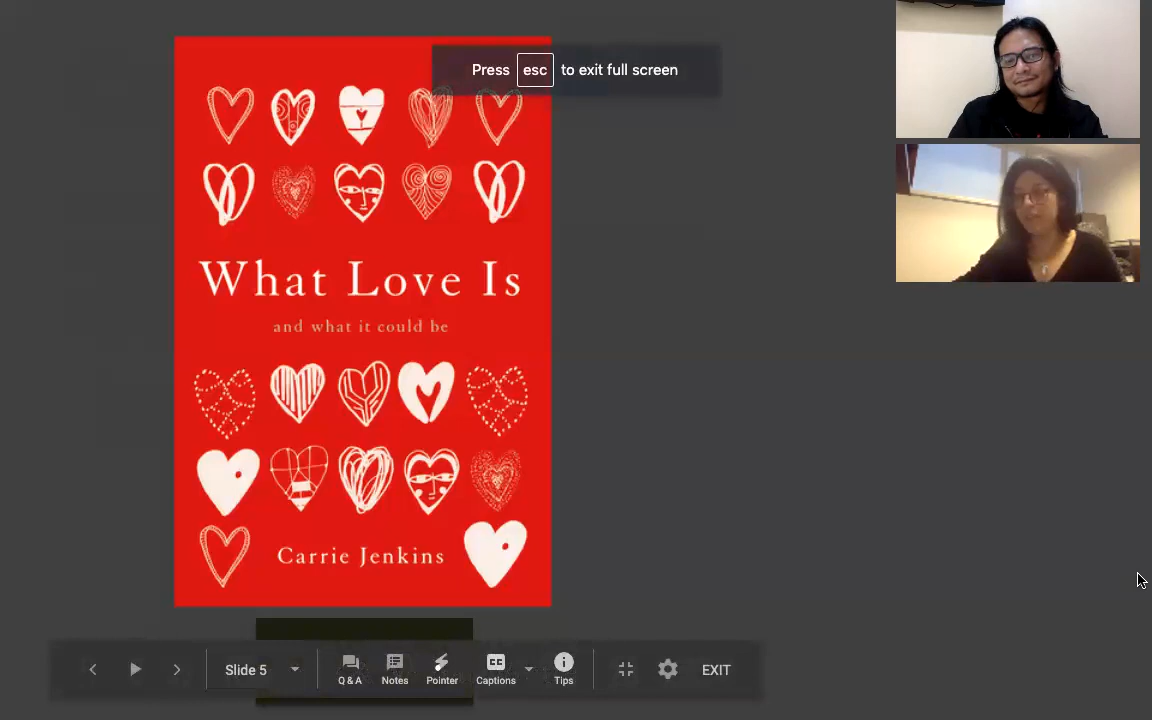 Press esc to exit full screen
What Love Is
and what it could be
Carrie Jenkins
Slide 5
Q & A
Notes
Pointer
CC
Captions
Tips
EXIT